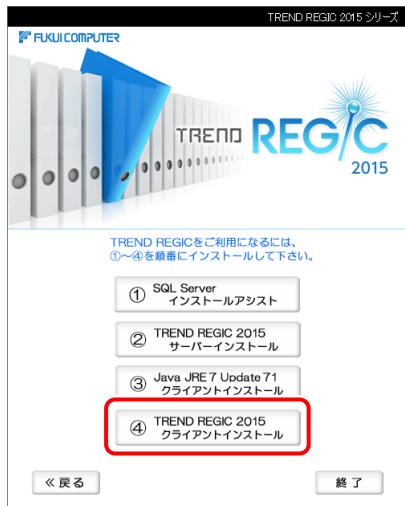 TREND REGIC 2015 シリーズ
FUKUI COMPUTER
TREND REGIC
2015
TREND REGICをご利用になるには、
①～④を順番にインストールして下さい。
① SQL Server
インストールアシスト
② TREND REGIC 2015
サーバーインストール
③ Java JRE 7 Update 71
クライアントインストール
④ TREND REGIC 2015
クライアントインストール
≪戻る
終了